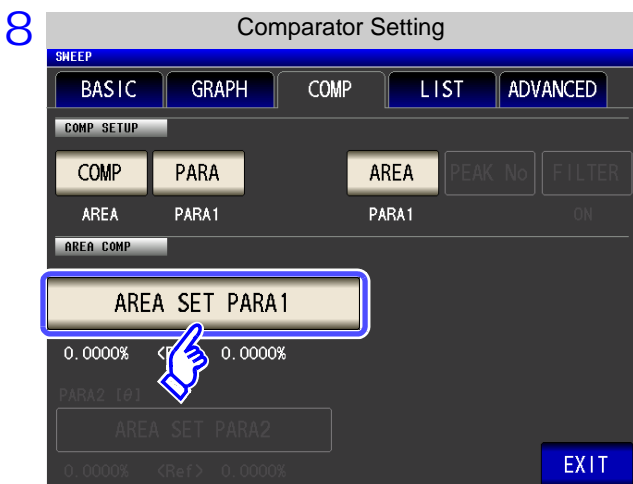 8
Comparator Setting
SWEEP
BASIC GRAPH COMP LIST ADVANCED
COMP SETUP
COMP PARA AREA PEAK No FILTER
AREA PARA1 PARA1 ON
AREA COMP
AREA SET PARA1
0.0000% 0.0000%
PARA2 [θ]
AREA SET PARA2
0.0000% <Ref> 0.0000%
EXIT